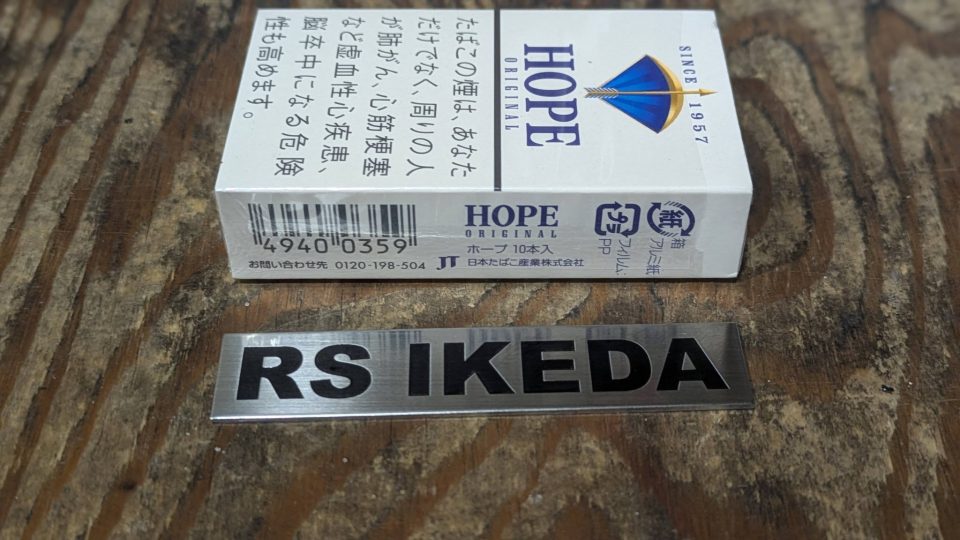 たばこの煙は、あなた
だけでなく、周りの人
が肺がん、心筋梗塞
など虚血性心疾患、
脳卒中になる危険
性も高めます。
HOPE
ORIGINAL
SINCE 1957
4940 0359
お問い合わせ先 0120-198-504
HOPE
ORIGINAL
ホープ 10本入
JT 日本たばこ産業株式会社
プラ
フィルム:
PP
紙
箱
アルミ紙
RS IKEDA